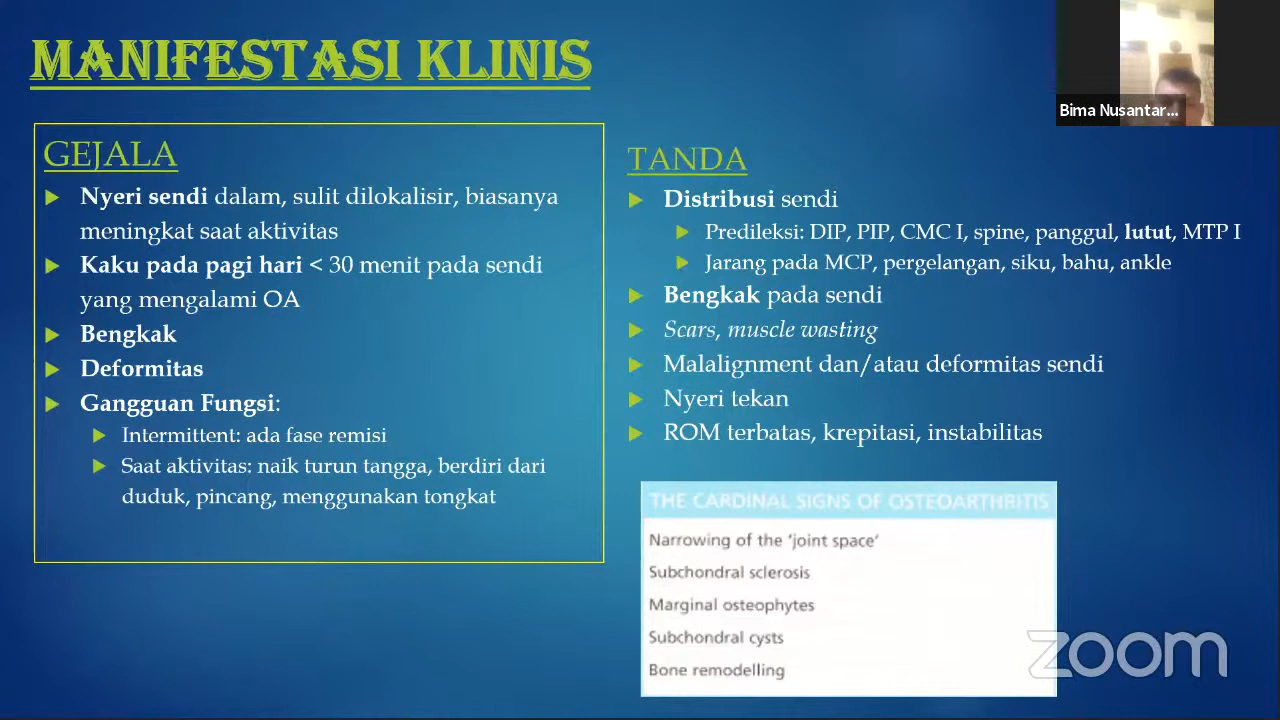 MANIFESTASI KLINIS
Bima Nusantar...
GEJALA
Nyeri sendi dalam, sulit dilokalisir, biasanya
meningkat saat aktivitas
Kaku pada pagi hari < 30 menit pada sendi
yang mengalami OA
Bengkak
Deformitas
Gangguan Fungsi:
Intermittent: ada fase remisi
Saat aktivitas: naik turun tangga, berdiri dari
duduk, pincang, menggunakan tongkat
TANDA
Distribusi sendi
Predileksi: DIP, PIP, CMC I, spine, panggul, lutut, MTP I
Jarang pada MCP, pergelangan, siku, bahu, ankle
Bengkak pada sendi
Scars, muscle wasting
Malalignment dan/atau deformitas sendi
Nyeri tekan
ROM terbatas, krepitasi, instabilitas
THE CARDINAL SIGNS OF OSTEOARTHRITIS
Narrowing of the 'joint space'
Subchondral sclerosis
Marginal osteophytes
Subchondral cysts
Bone remodelling
zoom